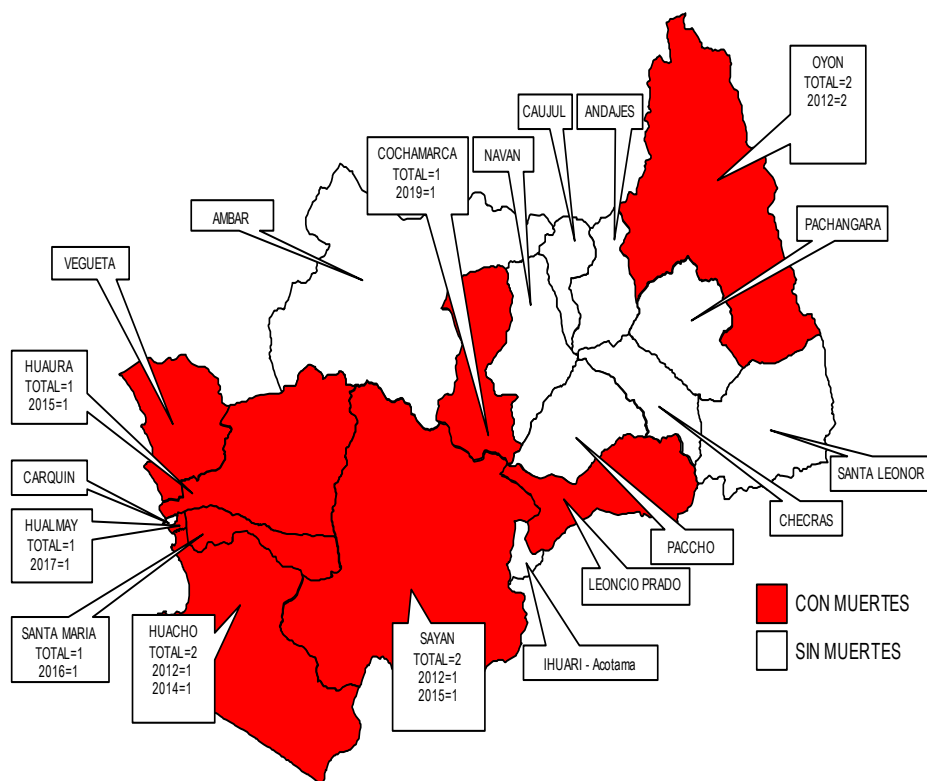 OYON
TOTAL=2
2012=2
CAUJUL
ANDAJES
COCHAMARCA
TOTAL=1
2019=1
NAVAN
AMBAR
PACHANGARA
VEGUETA
HUAURA
TOTAL=1
2015=1
CARQUIN
SANTA LEONOR
HUALMAY
TOTAL=1
2017=1
CHECRAS
PACCHO
LEONCIO PRADO
CON MUERTES
SANTA MARIA
TOTAL=1
2016=1
HUACHO
TOTAL=2
2012=1
2014=1
SAYAN
TOTAL=2
2012=1
2015=1
IHUARI - Acotama
SIN MUERTES